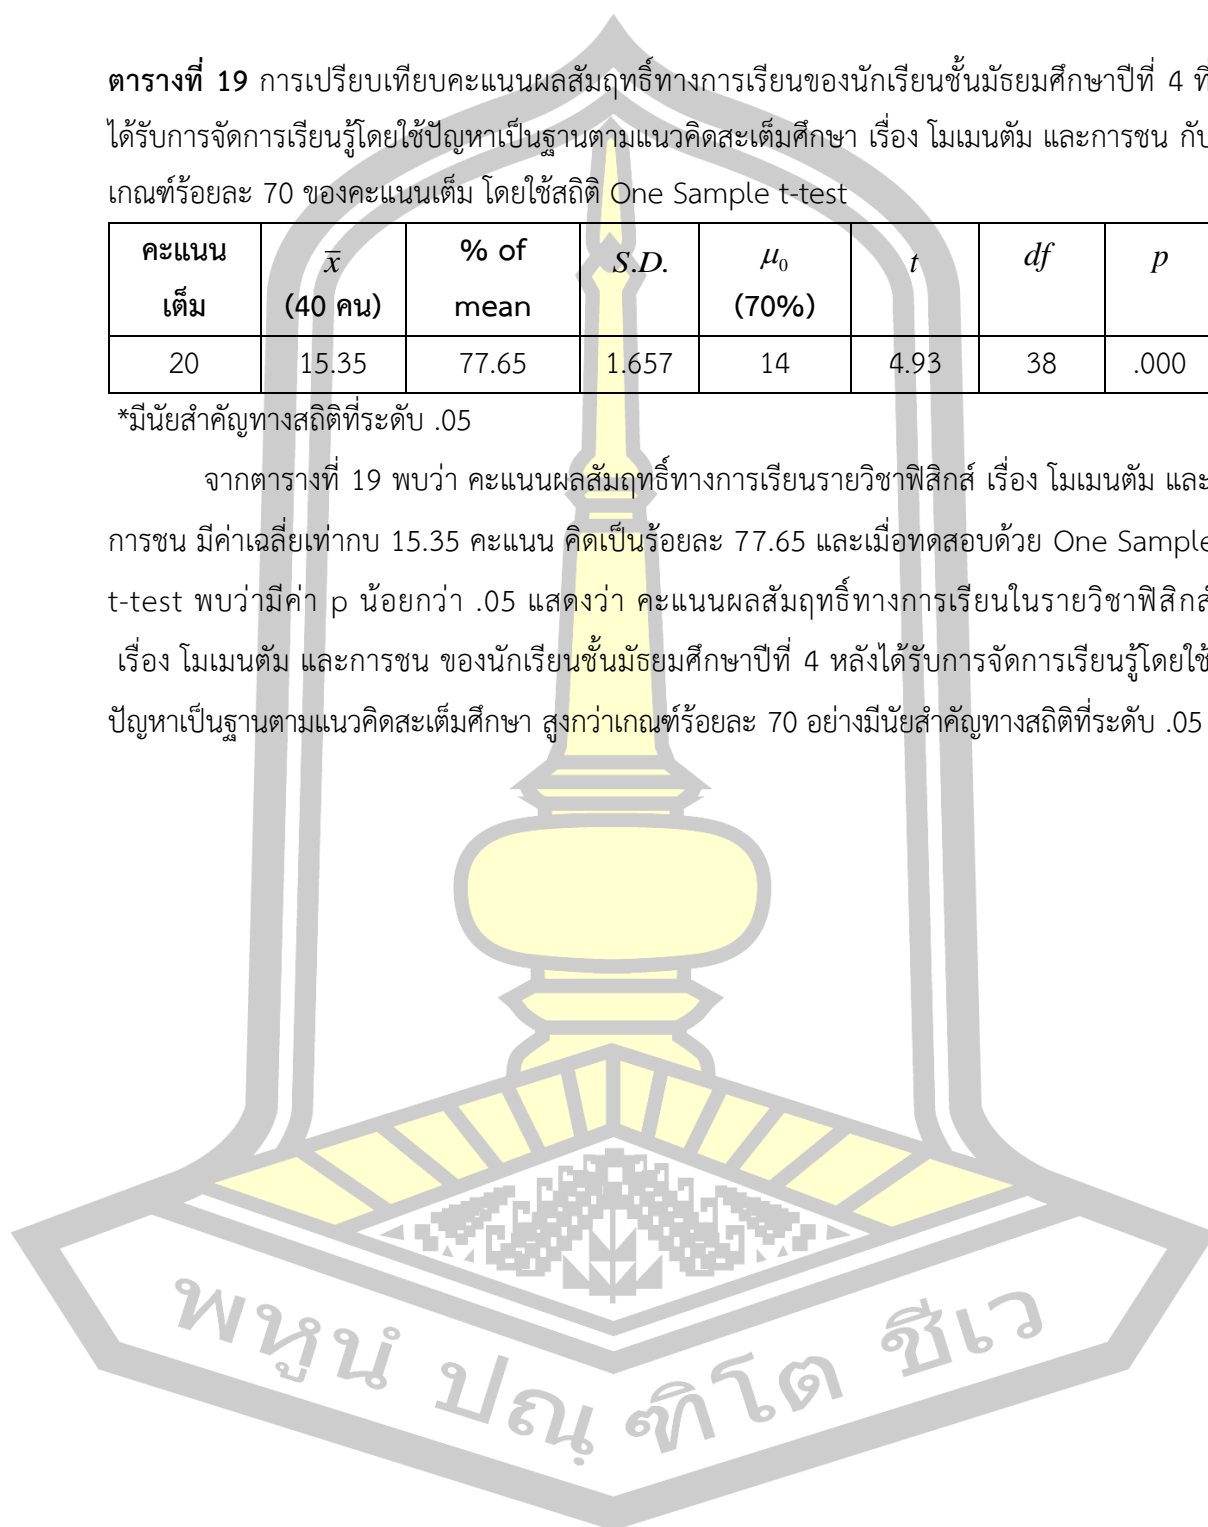 ตารางที่ 19 การเปรียบเทียบคะแนนผลสัมฤทธิ์ทางการเรียนของนักเรียนชั้นมัธยมศึกษาปีที่ 4 ที่
ได้รับการจัดการเรียนรู้โดยใช้ปัญหาเป็นฐานตามแนวคิดสะเต็มศึกษา เรื่อง โมเมนตัม และการชน กับ
เกณฑ์ร้อยละ 70 ของคะแนนเต็ม โดยใช้สถิติ One Sample t-test
คะแนนเต็ม x̄ (40 คน) % of mean S.D. μ₀ (70%) t df p
20 15.35 77.65 1.657 14 4.93 38 .000
*มีนัยสำคัญทางสถิติที่ระดับ .05
จากตารางที่ 19 พบว่า คะแนนผลสัมฤทธิ์ทางการเรียนรายวิชาฟิสิกส์ เรื่อง โมเมนตัม และ
การชน มีค่าเฉลี่ยเท่ากบ 15.35 คะแนน คิดเป็นร้อยละ 77.65 และเมื่อทดสอบด้วย One Sample
t-test พบว่ามีค่า p น้อยกว่า .05 แสดงว่า คะแนนผลสัมฤทธิ์ทางการเรียนในรายวิชาฟิสิกส์
เรื่อง โมเมนตัม และการชน ของนักเรียนชั้นมัธยมศึกษาปีที่ 4 หลังได้รับการจัดการเรียนรู้โดยใช้
ปัญหาเป็นฐานตามแนวคิดสะเต็มศึกษา สูงกว่าเกณฑ์ร้อยละ 70 อย่างมีนัยสำคัญทางสถิติที่ระดับ .05
พหูนํ ปณฺฑิโต ชีเว